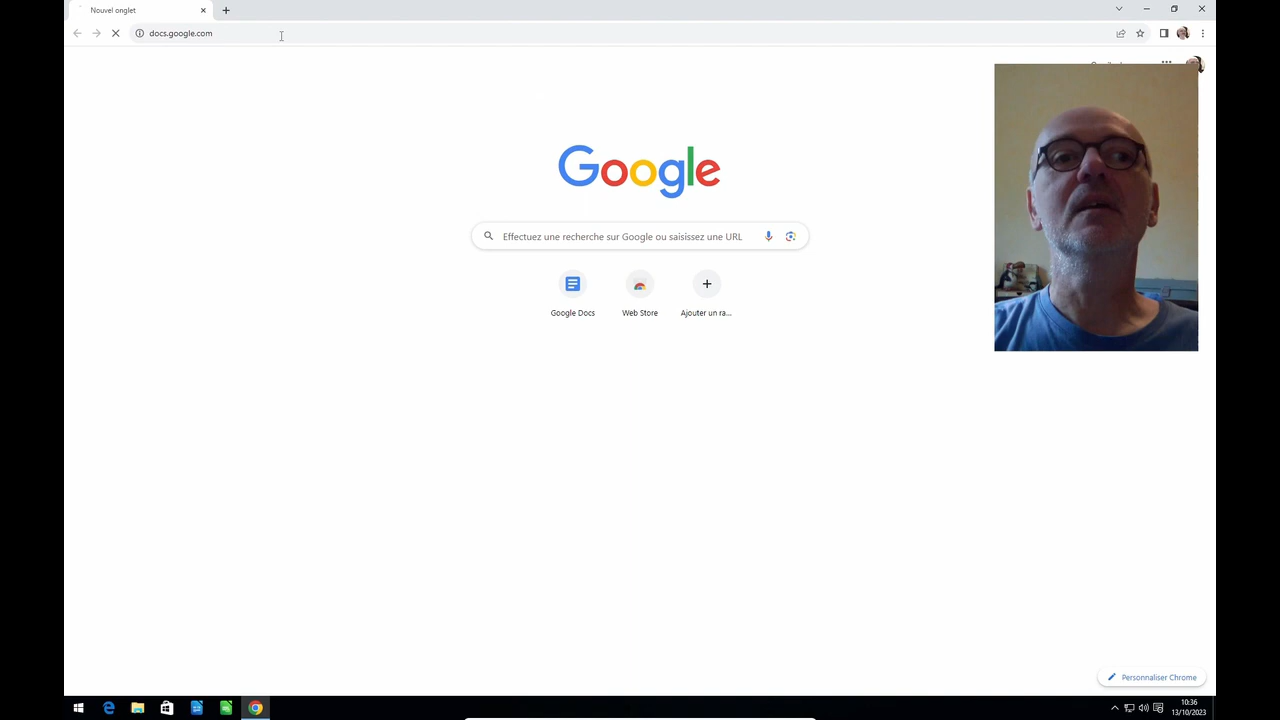 Nouvel onglet
docs.google.com
Google
Effectuez une recherche sur Google ou saisissez une URL
Google Docs
Web Store
Ajouter un ra...
Personnaliser Chrome
10:36
13/10/2023